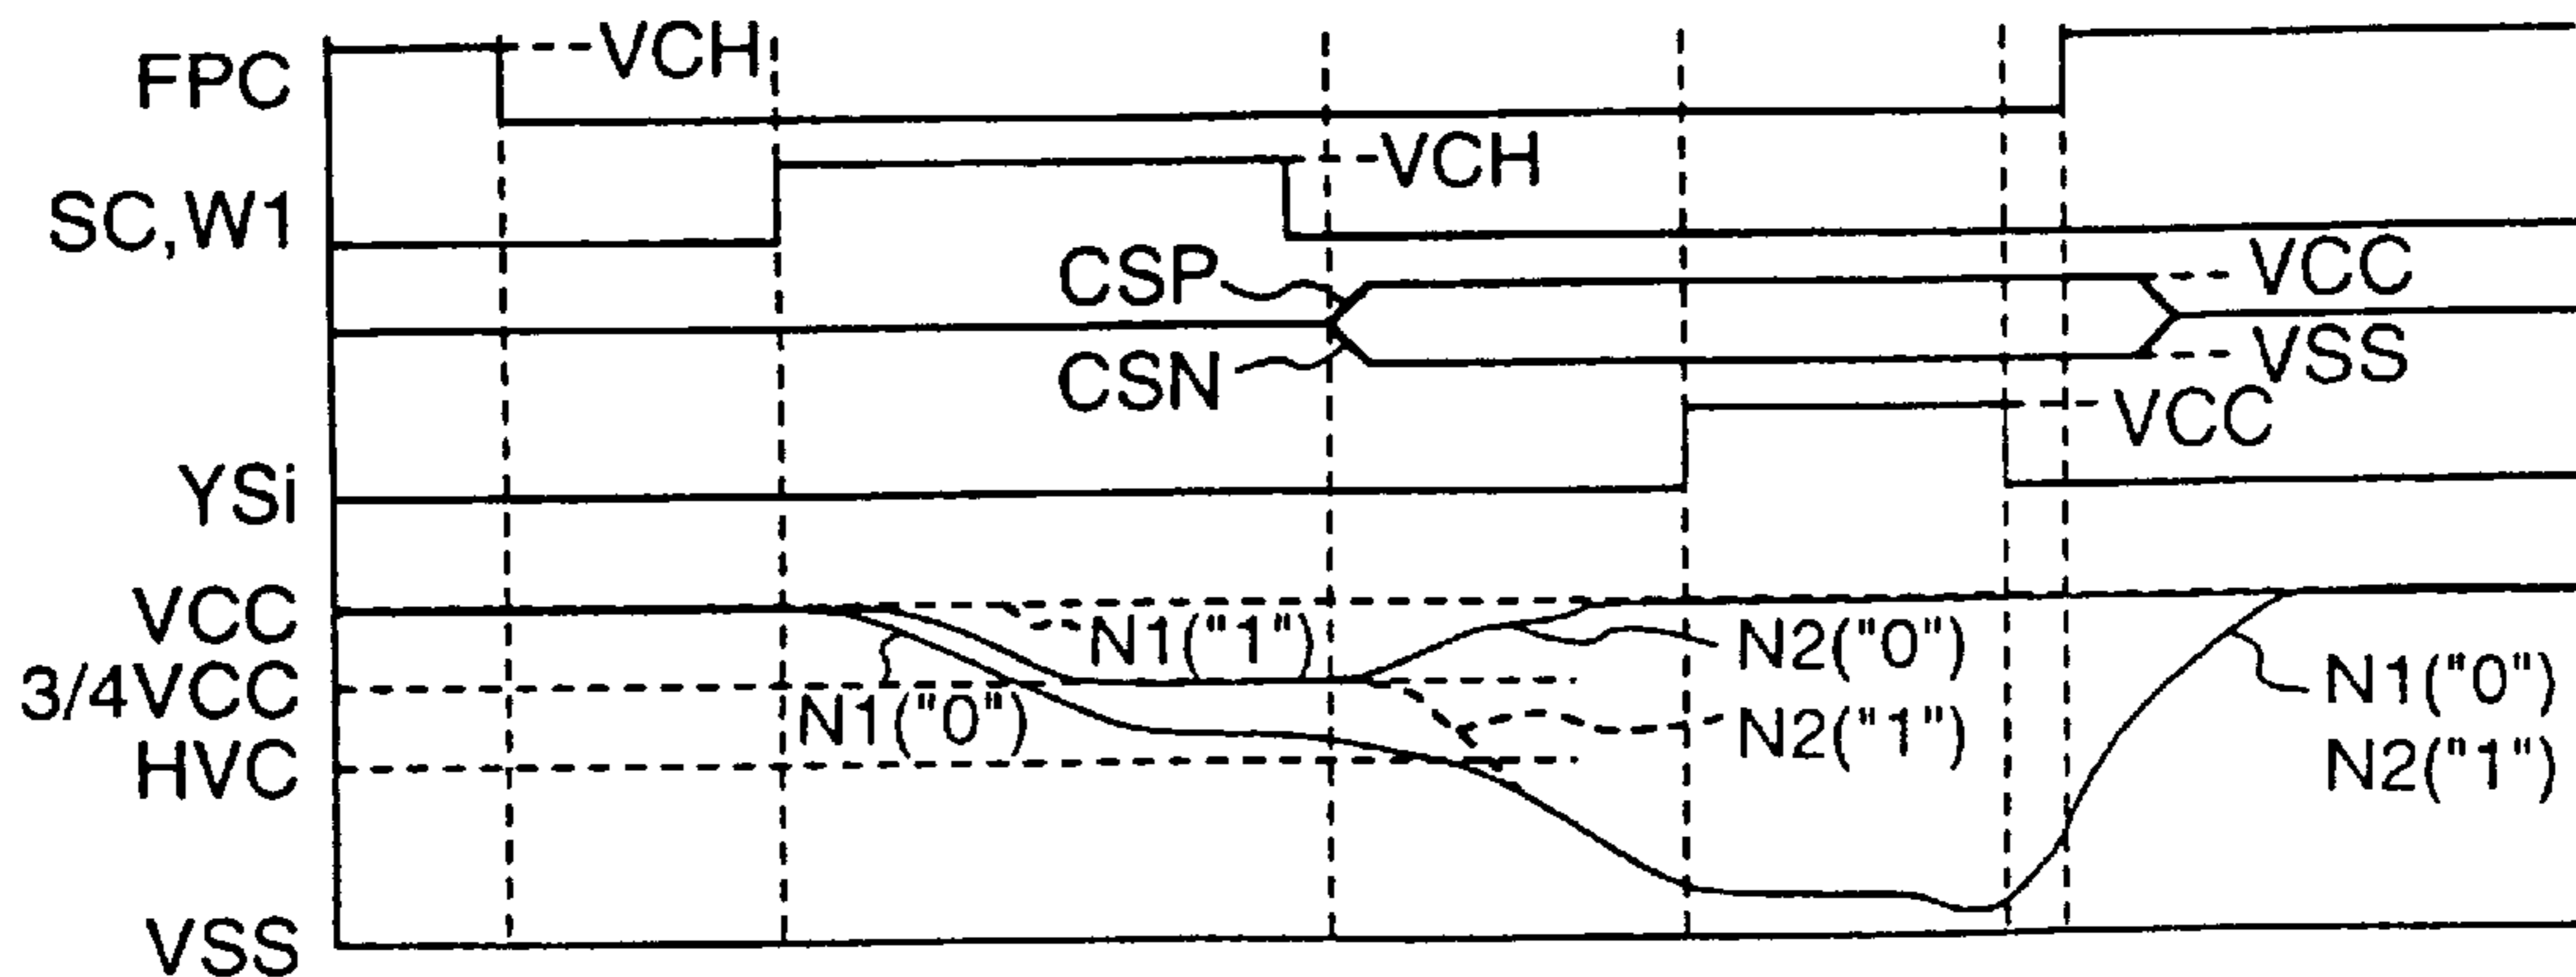 FPC
VCH
SC,W1
VCH
CSP
VCC
CSN
VSS
VCC
YSi
VCC
N1("1")
N2("0")
3/4VCC
N1("0")
N2("1")
HVC
N1("0")
N2("1")
VSS